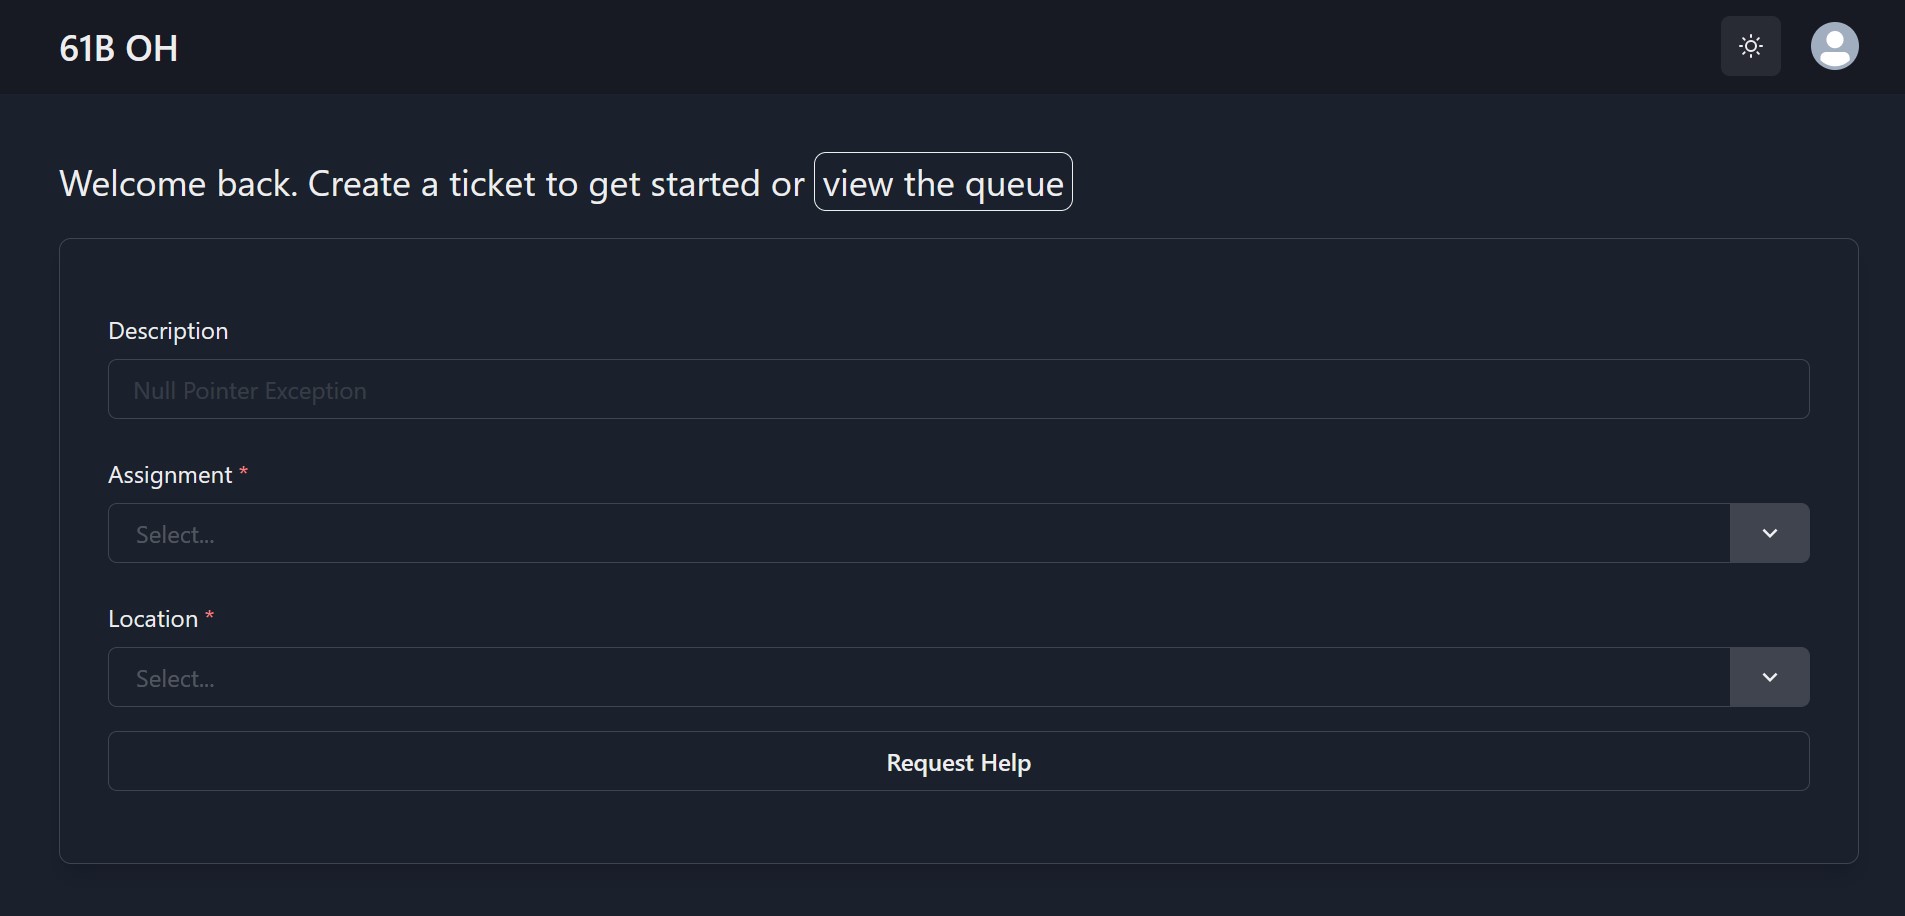 61B OH
Welcome back. Create a ticket to get started or view the queue
Description
Null Pointer Exception
Assignment *
Select...
Location *
Select...
Request Help